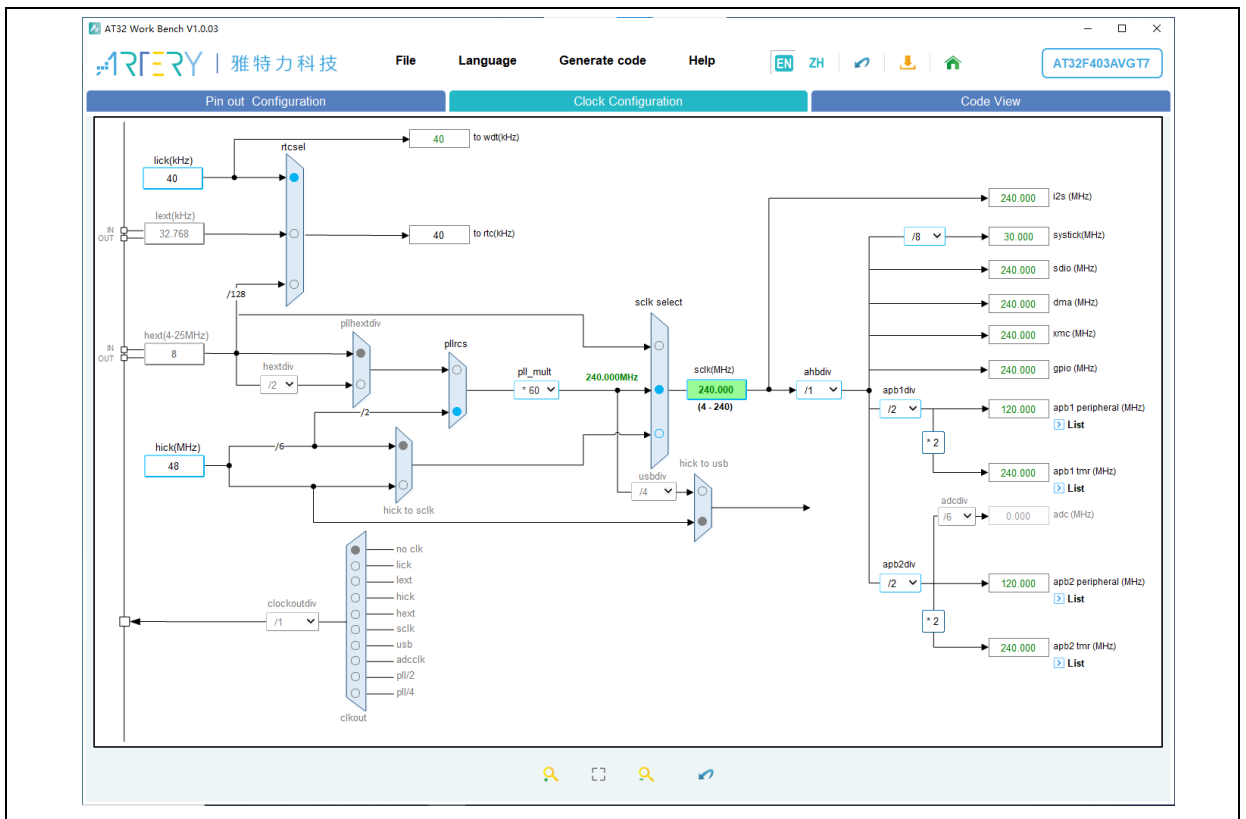 AT32 Work Bench V1.0.03
ARTERY 雅特力科技
File Language Generate code Help
EN ZH
AT32F403AVGT7
Pin out Configuration
Clock Configuration
Code View
lick(kHz)
40
rtcsel
40 to wdt(kHz)
lext(kHz)
IN
OUT
32.768
40 to rtc(kHz)
/128
hext(4-25MHz)
IN
OUT
8
hextdiv
/2
pllhextdiv
pllrcs
/2
pll_mult
* 60
240.000MHz
sclk select
sclk(MHz)
240.000
(4 - 240)
hick(MHz)
48
/6
hick to sclk
usbdiv
/4
hick to usb
ahbdiv
/1
240.000 i2s (MHz)
/8
30.000 systick(MHz)
240.000 sdio (MHz)
240.000 dma (MHz)
240.000 xmc (MHz)
240.000 gpio (MHz)
apb1div
/2
120.000 apb1 peripheral (MHz)
List
* 2
240.000 apb1 tmr (MHz)
List
adcdiv
/6
0.000 adc (MHz)
apb2div
/2
120.000 apb2 peripheral (MHz)
List
* 2
240.000 apb2 tmr (MHz)
List
clockoutdiv
/1
no clk
lick
lext
hick
hext
sclk
usb
adcclk
pll/2
pll/4
clkout